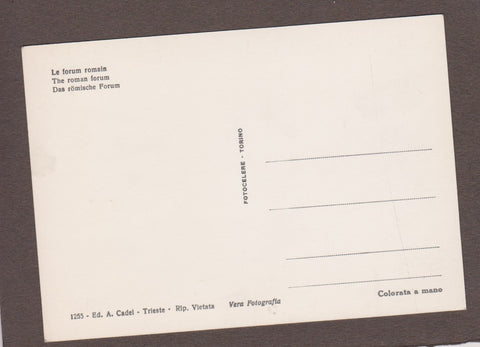 Le forum romain
The roman forum
Das römische Forum
FOTOCELERE - TORINO
1255 - Ed. A. Cadel - Trieste - Rip. Vietata Vera Fotografia
Colorata a mano